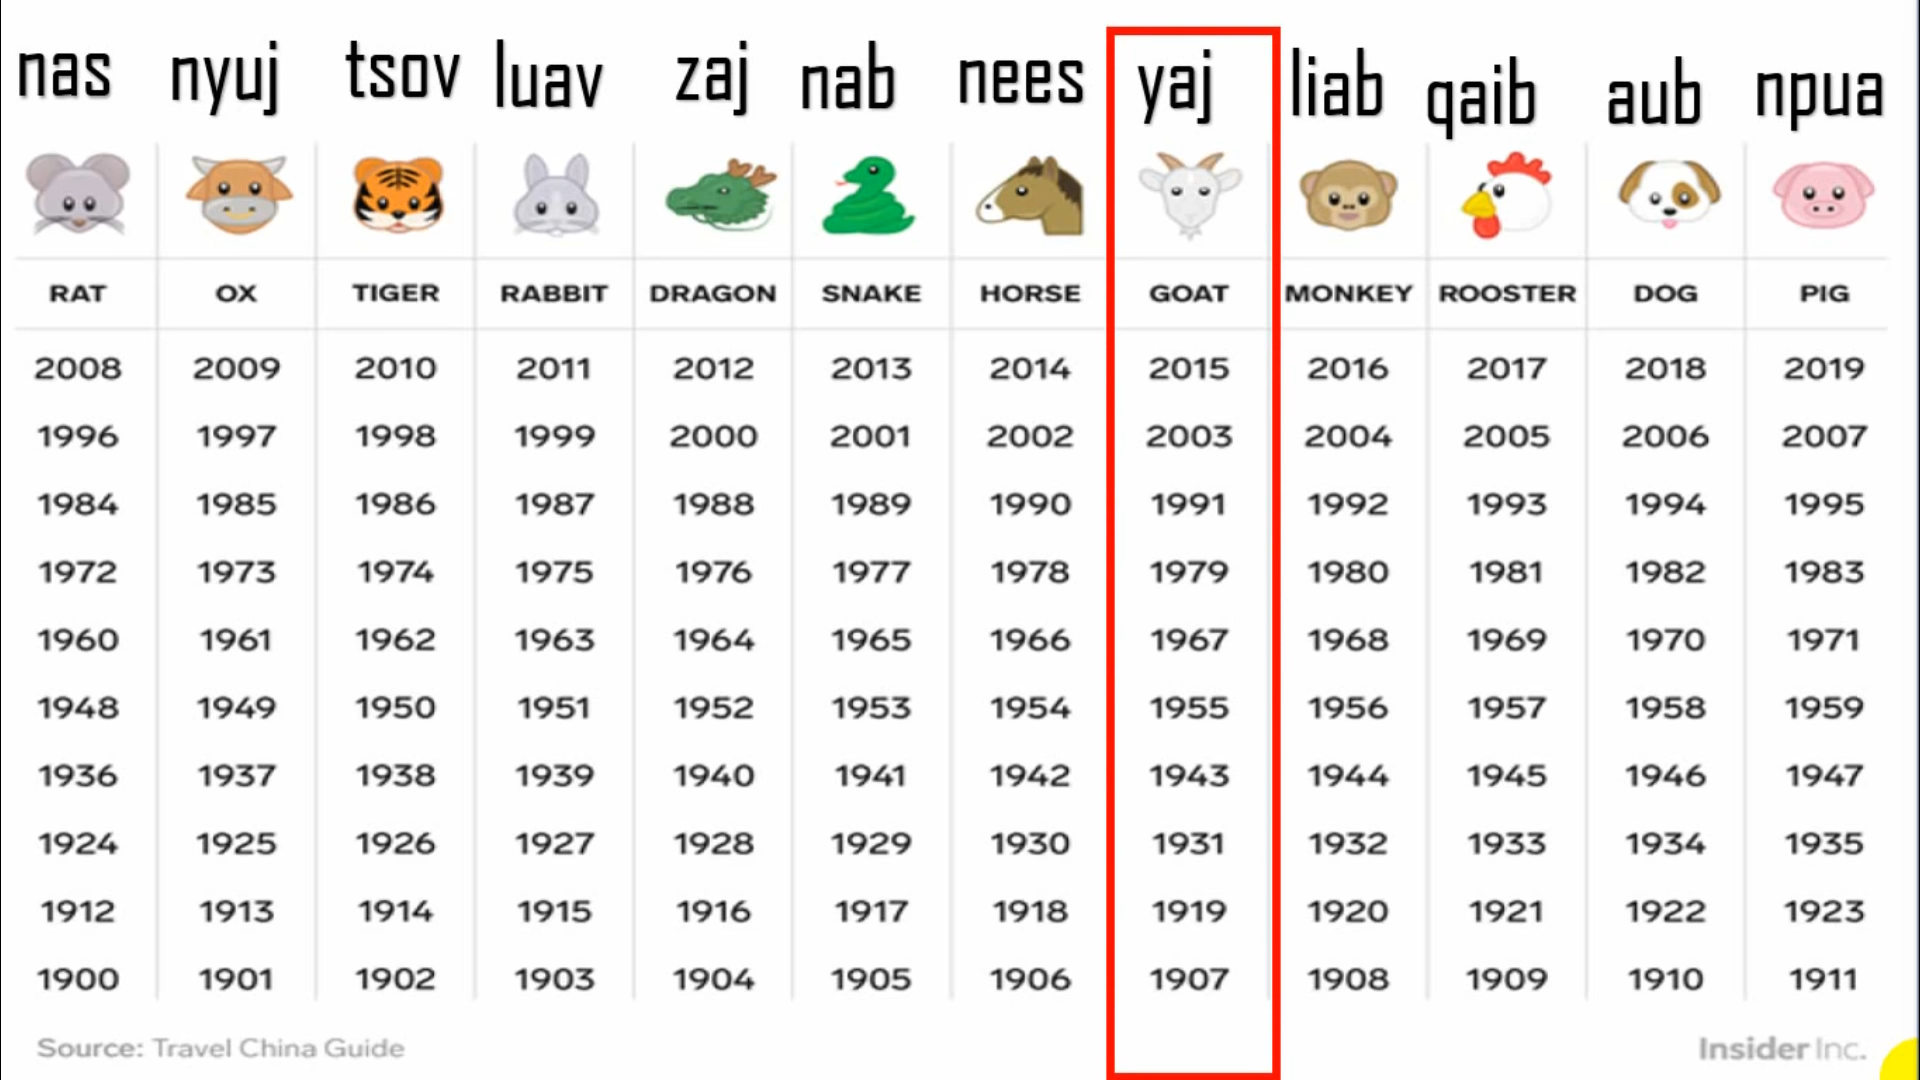 nas nyuj tsov luav zaj nab nees yaj liab qaib aub npua
RAT OX TIGER RABBIT DRAGON SNAKE HORSE GOAT MONKEY ROOSTER DOG PIG
2008 2009 2010 2011 2012 2013 2014 2015 2016 2017 2018 2019
1996 1997 1998 1999 2000 2001 2002 2003 2004 2005 2006 2007
1984 1985 1986 1987 1988 1989 1990 1991 1992 1993 1994 1995
1972 1973 1974 1975 1976 1977 1978 1979 1980 1981 1982 1983
1960 1961 1962 1963 1964 1965 1966 1967 1968 1969 1970 1971
1948 1949 1950 1951 1952 1953 1954 1955 1956 1957 1958 1959
1936 1937 1938 1939 1940 1941 1942 1943 1944 1945 1946 1947
1924 1925 1926 1927 1928 1929 1930 1931 1932 1933 1934 1935
1912 1913 1914 1915 1916 1917 1918 1919 1920 1921 1922 1923
1900 1901 1902 1903 1904 1905 1906 1907 1908 1909 1910 1911
Source: Travel China Guide
Insider Inc.